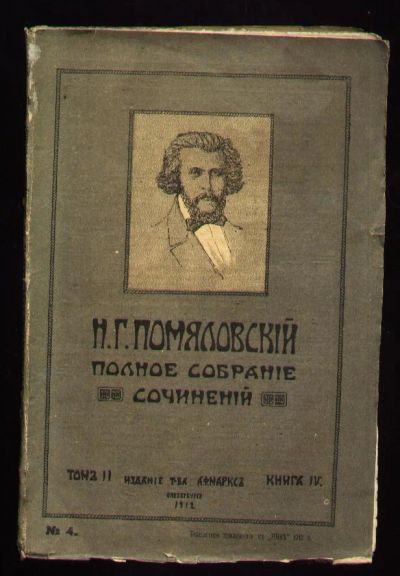 Н.Г.ПОМЯЛОВСКІЙ
ПОЛНОЕ СОБРАНІЕ
СОЧИНЕНІЙ
ТОМЪ II ИЗДАНІЕ Т-ВА А.Ф.МАРКСЪ КНИГА IV.
1912
№ 4.